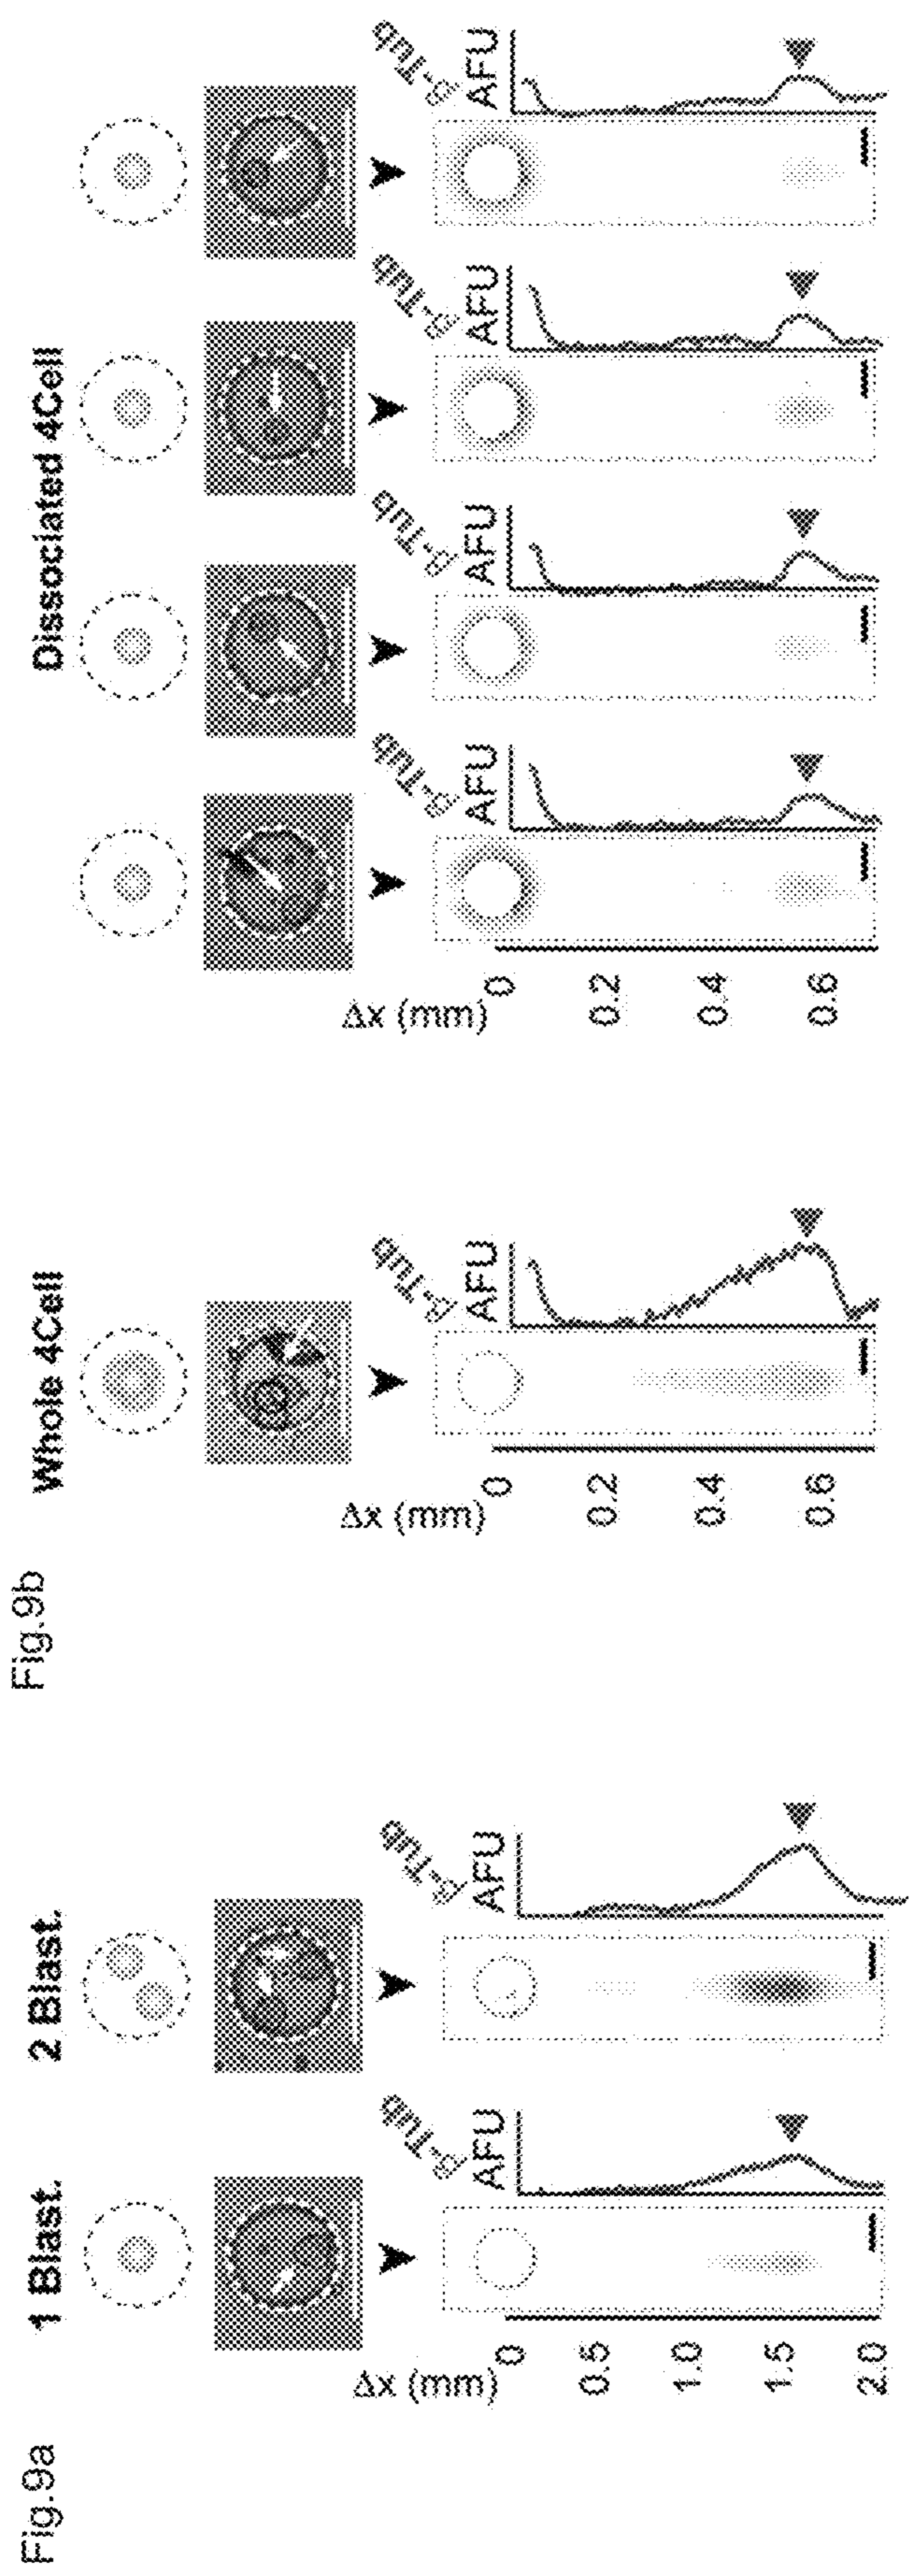 Fig.9a
1 Blast.
2 Blast.
Δx (mm)
0
0.5
1.0
1.5
2.0
AFU
β-Tub
AFU
β-Tub
Fig.9b
Whole 4Cell
Dissociated 4Cell
Δx (mm)
0
0.2
0.4
0.6
AFU
β-Tub
Δx (mm)
0
0.2
0.4
0.6
AFU
β-Tub
AFU
β-Tub
AFU
β-Tub
AFU
β-Tub